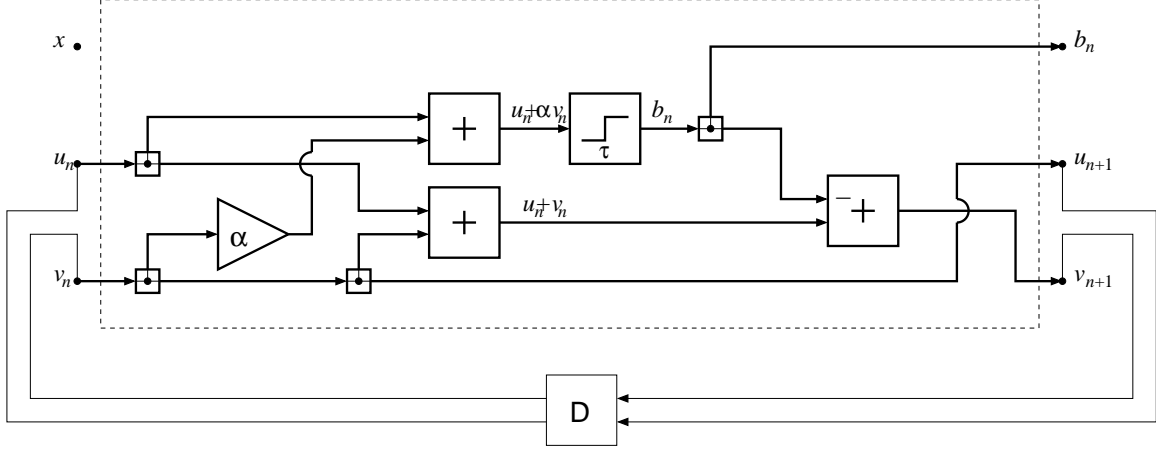 x
b_n
u_n+αv_n
b_n
+
τ
u_n
u_{n+1}
u_n+v_n
−
+
+
α
v_n
v_{n+1}
D